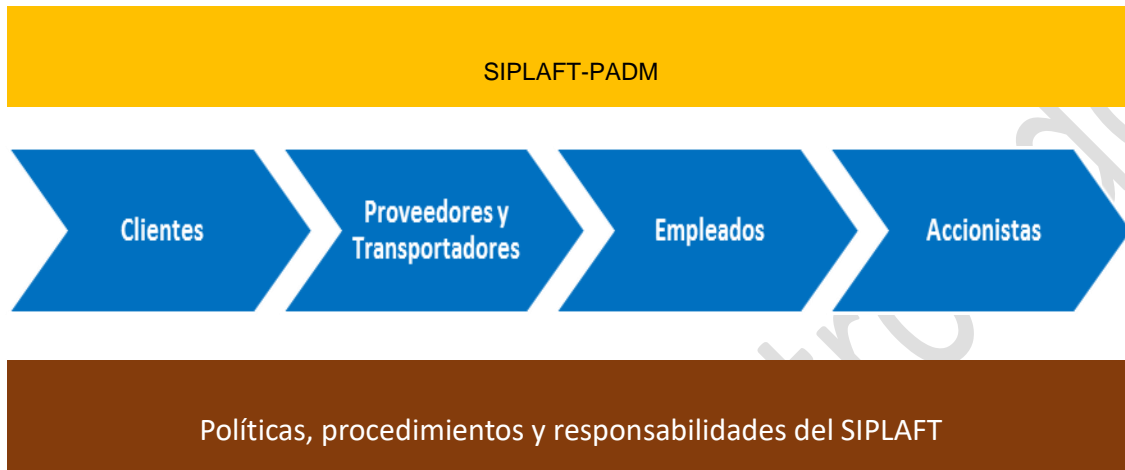 SIPLAFT-PADM
Clientes
Proveedores y
Transportadores
Empleados
Accionistas
Políticas, procedimientos y responsabilidades del SIPLAFT